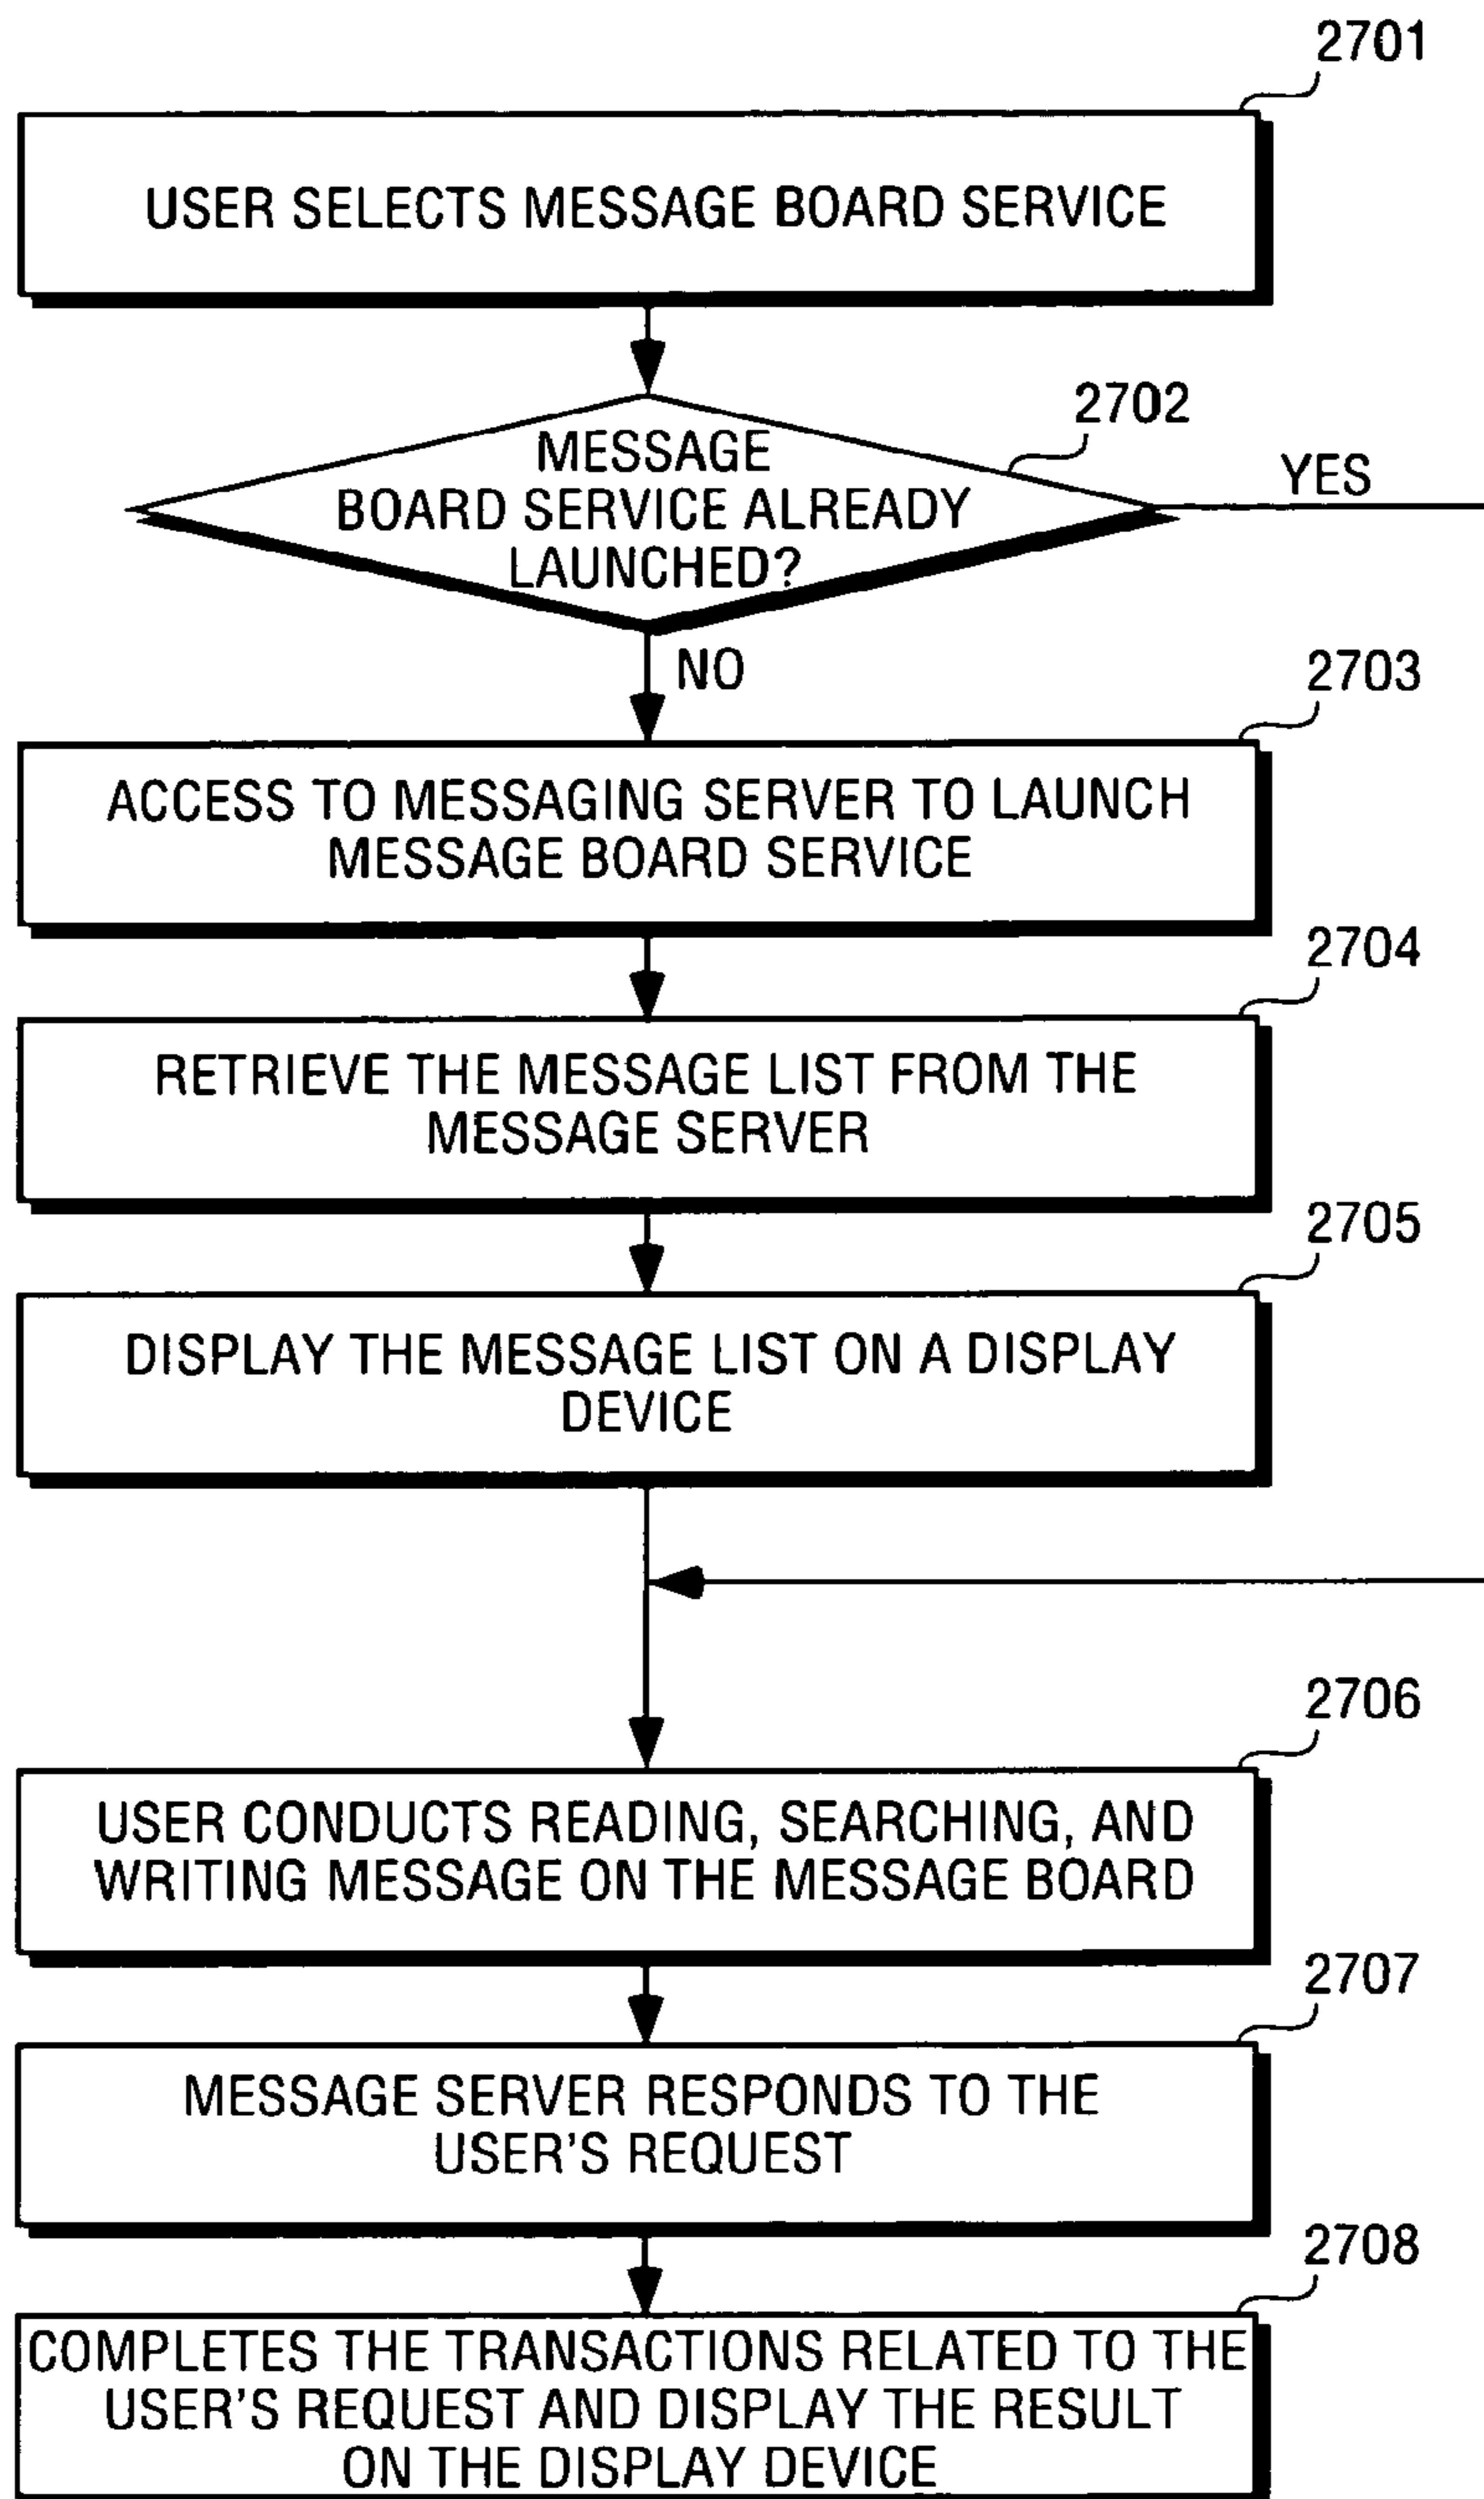 2701
USER SELECTS MESSAGE BOARD SERVICE
2702
MESSAGE
BOARD SERVICE ALREADY
LAUNCHED?
YES
NO
2703
ACCESS TO MESSAGING SERVER TO LAUNCH
MESSAGE BOARD SERVICE
2704
RETRIEVE THE MESSAGE LIST FROM THE
MESSAGE SERVER
2705
DISPLAY THE MESSAGE LIST ON A DISPLAY
DEVICE
2706
USER CONDUCTS READING, SEARCHING, AND
WRITING MESSAGE ON THE MESSAGE BOARD
2707
MESSAGE SERVER RESPONDS TO THE
USER'S REQUEST
2708
COMPLETES THE TRANSACTIONS RELATED TO THE
USER'S REQUEST AND DISPLAY THE RESULT
ON THE DISPLAY DEVICE